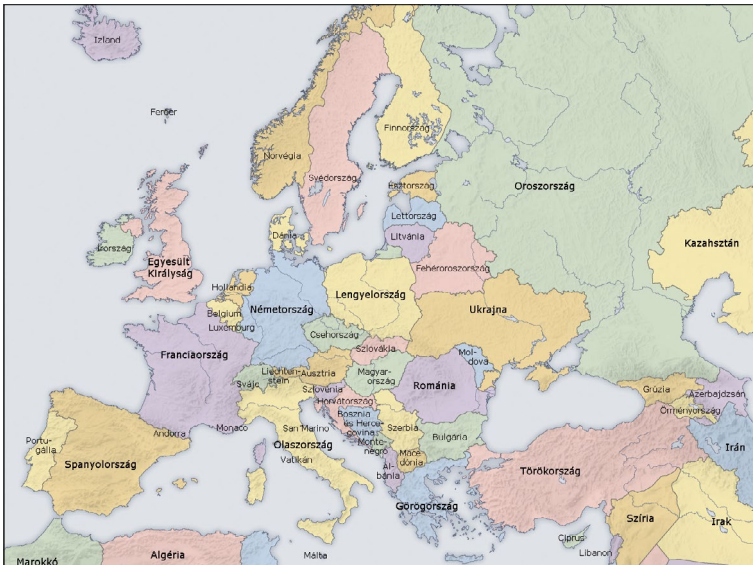 Izland
Feröer
Norvégia
Svédország
Finnország
Észtország
Oroszország
Lettország
Litvánia
Dánia
Írország
Egyesült
Királyság
Fehéroroszország
Kazahsztán
Hollandia
Belgium
Luxemburg
Németország
Lengyelország
Ukrajna
Csehország
Szlovákia
Franciaország
Svájc
Liechten-
stein
Ausztria
Magyar-
ország
Mol-
dova
Románia
Szlovénia
Horvátország
Bosznia
és Herce-
govina
Szerbia
Monte-
negró
Bulgária
Grúzia
Azerbajdzsán
Örményország
Andorra
Monaco
San Marino
Olaszország
Vatikán
Mace-
dónia
Al-
bánia
Portu-
gália
Spanyolország
Görögország
Törökország
Irán
Szíria
Irak
Ciprus
Libanon
Málta
Marokkó
Algéria